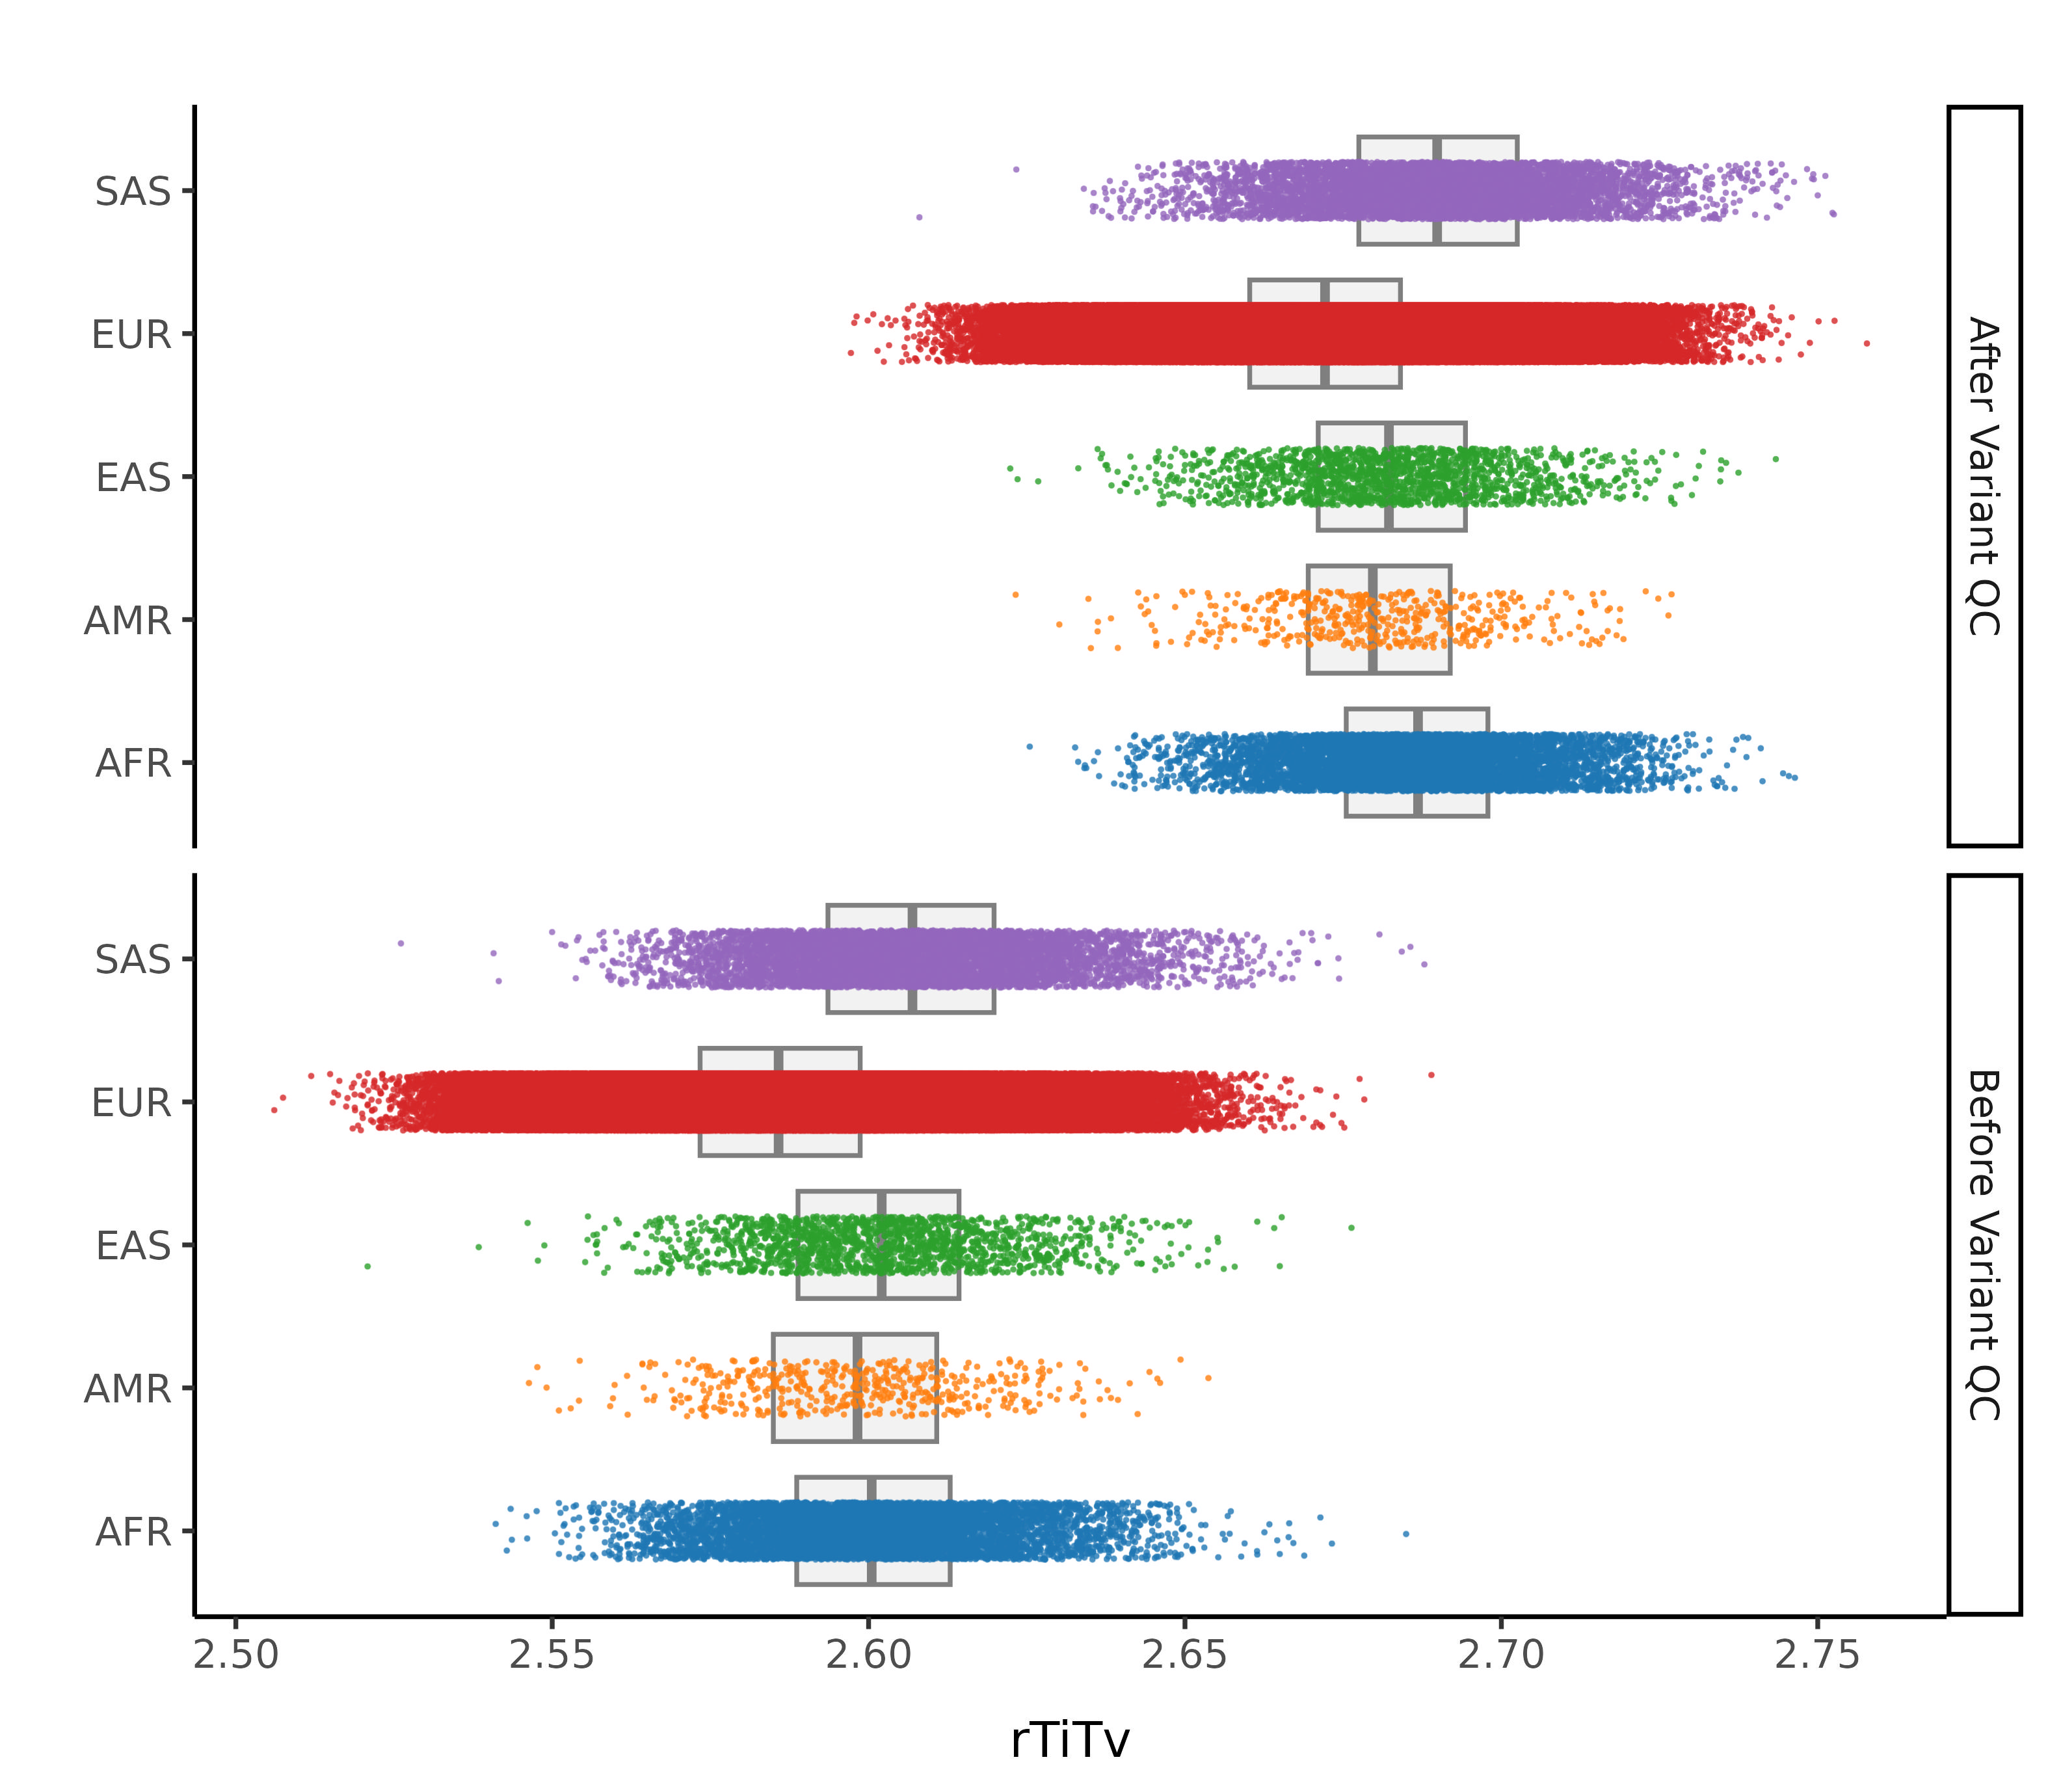 SAS
EUR
EAS
AMR
AFR
After Variant QC
SAS
EUR
EAS
AMR
AFR
Before Variant QC
2.50 2.55 2.60 2.65 2.70 2.75
rTiTv